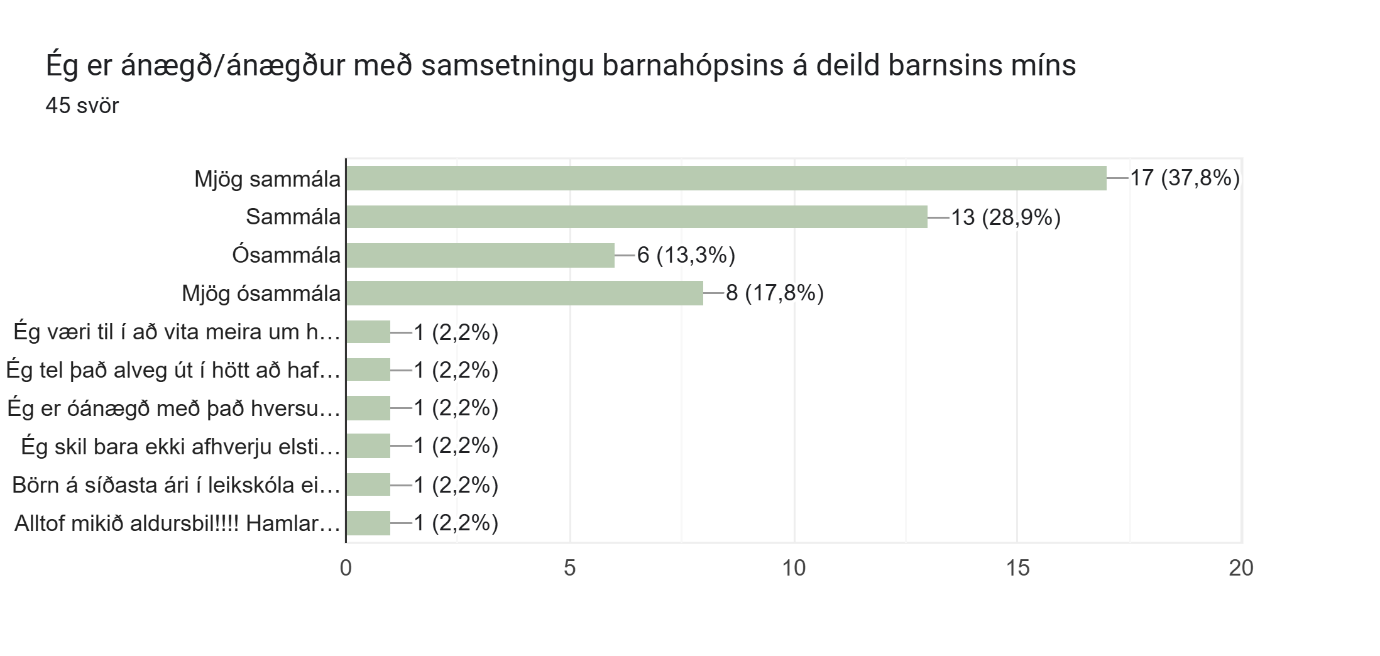 Ég er ánægð/ánægður með samsetningu barnahópsins á deild barnsins míns
45 svör
Mjög sammála 17 (37,8%)
Sammála 13 (28,9%)
Ósammála 6 (13,3%)
Mjög ósammála 8 (17,8%)
Ég væri til í að vita meira um h… 1 (2,2%)
Ég tel það alveg út í hött að haf… 1 (2,2%)
Ég er óánægð með það hversu… 1 (2,2%)
Ég skil bara ekki afhverju elsti… 1 (2,2%)
Börn á síðasta ári í leikskóla ei… 1 (2,2%)
Alltof mikið aldursbil!!!! Hamlar… 1 (2,2%)
0 5 10 15 20